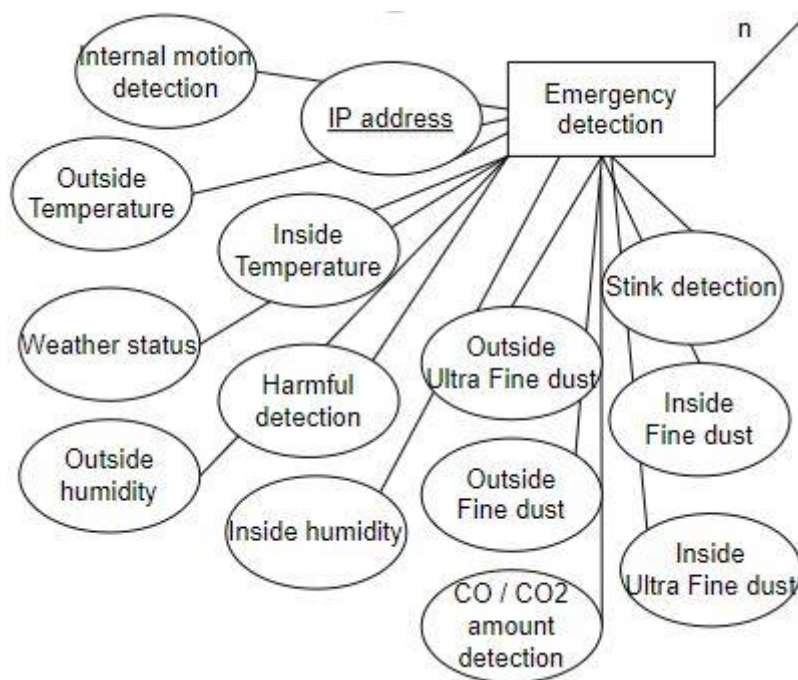 n
Internal motion
detection
IP address
Emergency
detection
Outside
Temperature
Inside
Temperature
Stink detection
Weather status
Harmful
detection
Outside
Ultra Fine dust
Inside
Fine dust
Outside
humidity
Inside humidity
Outside
Fine dust
Inside
Ultra Fine dust
CO / CO2
amount
detection